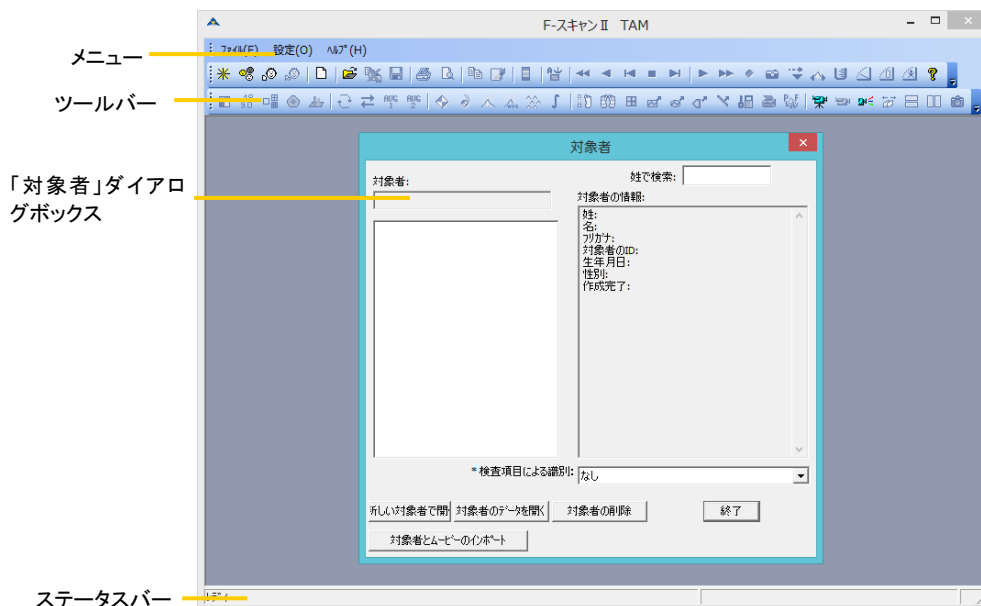 F-スキャンⅡ TAM
メニュー
ﾌｧｲﾙ(F) 設定(O) ﾍﾙﾌﾟ(H)
ツールバー
「対象者」ダイアロ
グボックス
対象者
対象者:
姓で検索:
対象者の情報:
姓:
名:
ﾌﾘｶﾞﾅ:
対象者のID:
生年月日:
性別:
作成完了:
*検査項目による識別: なし
新しい対象者で開 対象者のﾃﾞｰﾀを開く 対象者の削除 終了
対象者とﾑｰﾋﾞｰのｲﾝﾎﾟｰﾄ
ステータスバー
ﾚﾃﾞｨ